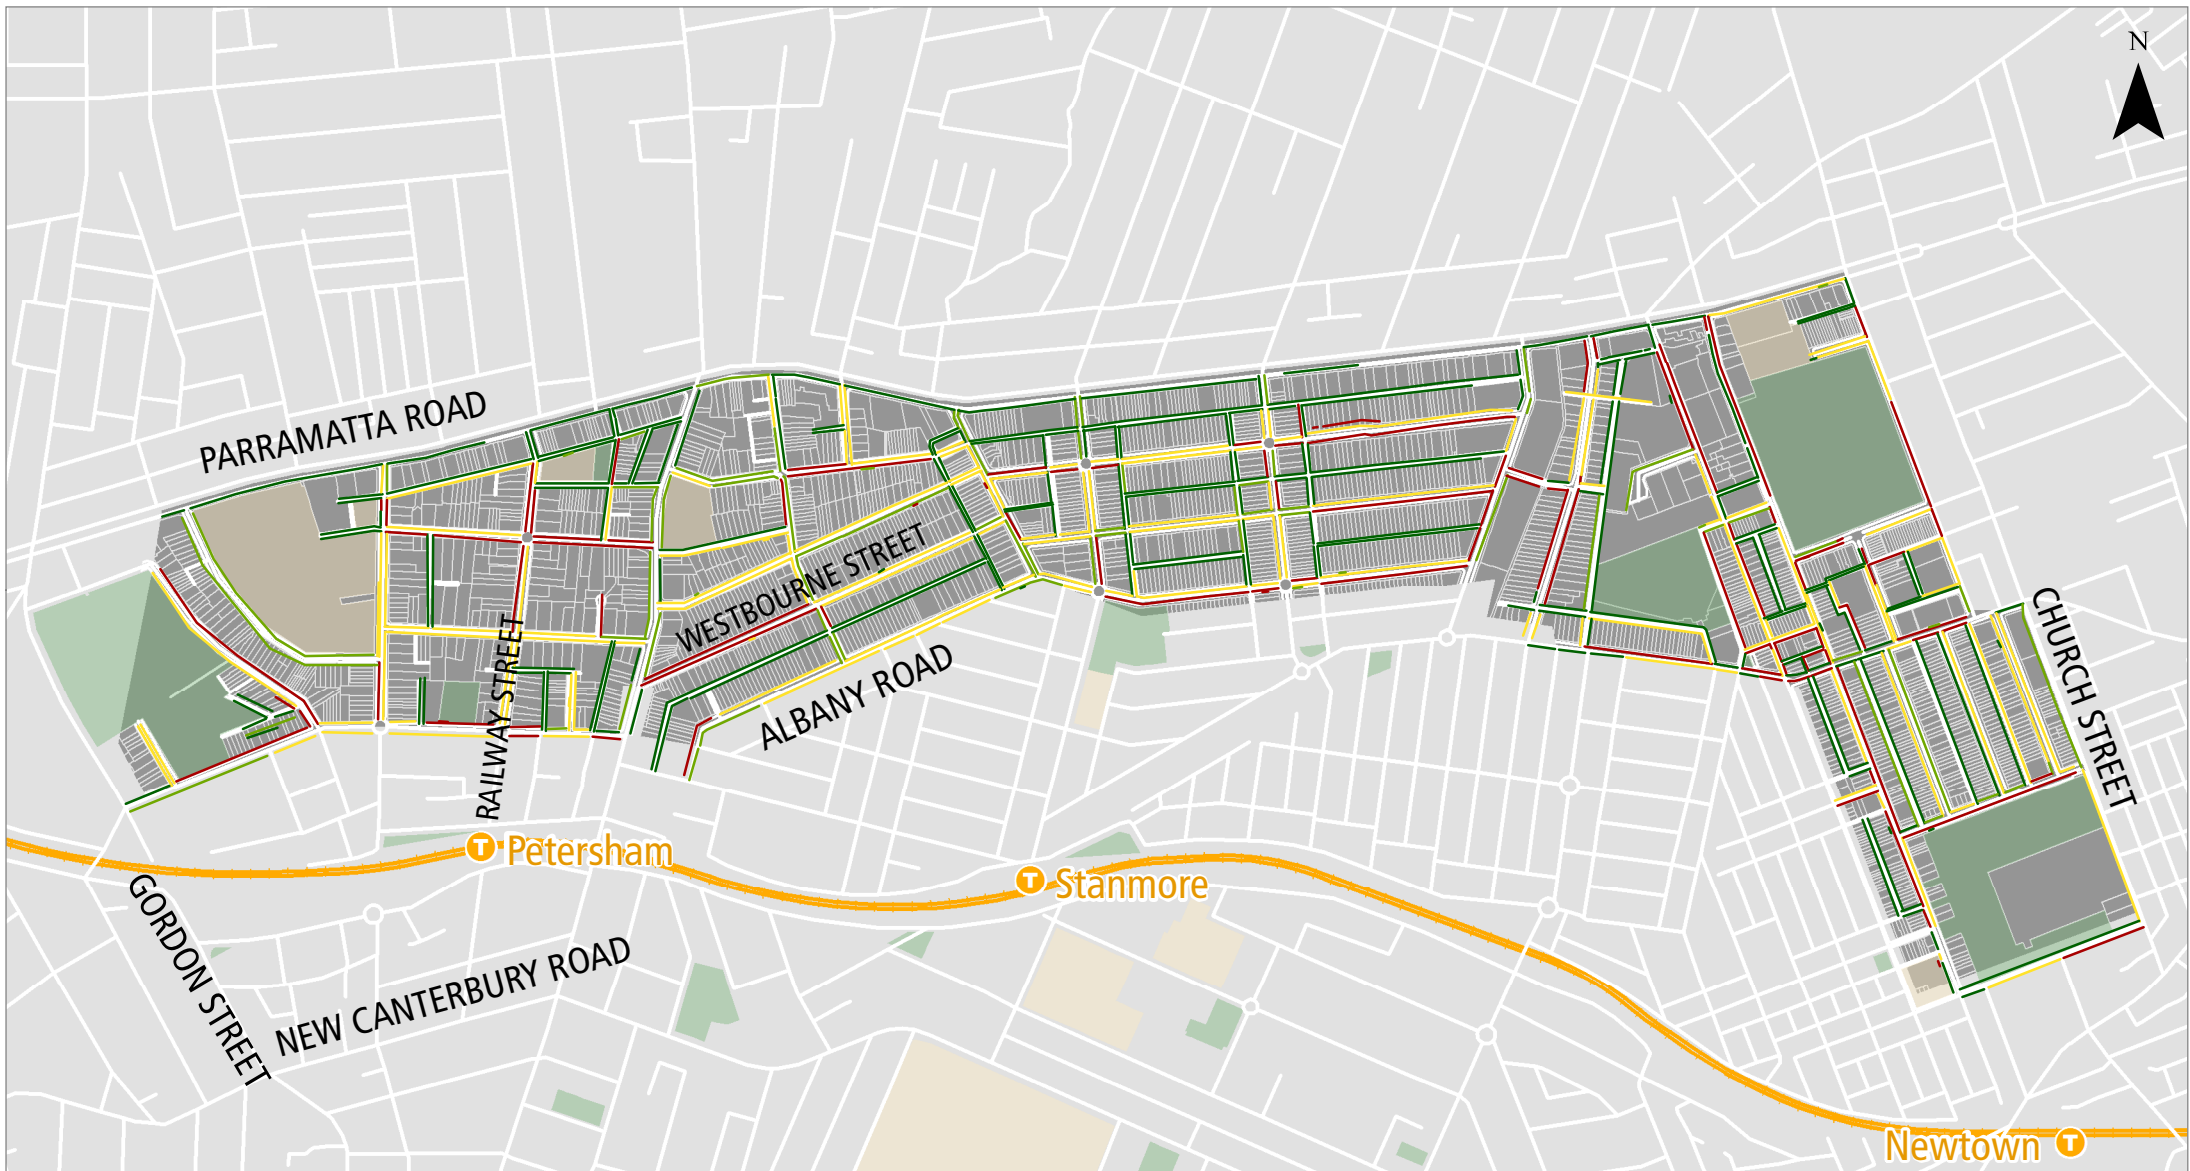 N
PARRAMATTA ROAD
WESTBOURNE STREET
CHURCH STREET
RAILWAY STREET
ALBANY ROAD
T Petersham
T Stanmore
GORDON STREET
NEW CANTERBURY ROAD
Newtown T